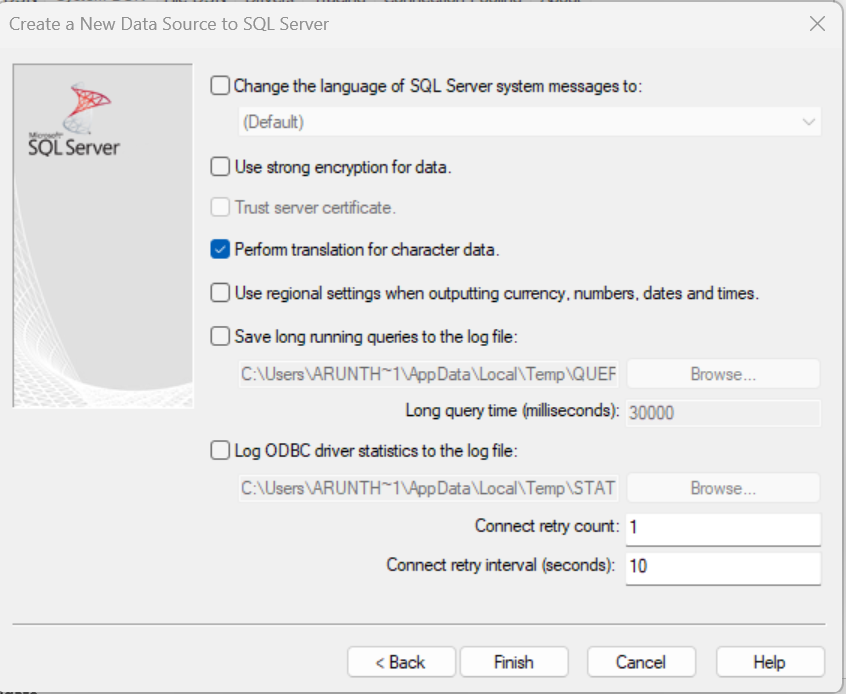 Create a New Data Source to SQL Server
Microsoft
SQL Server
Change the language of SQL Server system messages to:
(Default)
Use strong encryption for data.
Trust server certificate.
Perform translation for character data.
Use regional settings when outputting currency, numbers, dates and times.
Save long running queries to the log file:
C:\Users\ARUNTH~1\AppData\Local\Temp\QUER Browse...
Long query time (milliseconds): 30000
Log ODBC driver statistics to the log file:
C:\Users\ARUNTH~1\AppData\Local\Temp\STAT Browse...
Connect retry count: 1
Connect retry interval (seconds): 10
< Back Finish Cancel Help